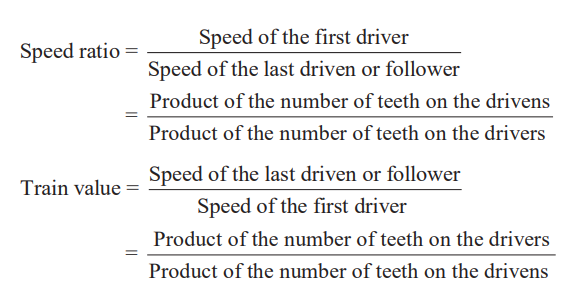 Speed ratio = Speed of the first driver
Speed of the last driven or follower
= Product of the number of teeth on the drivens
Product of the number of teeth on the drivers
Train value = Speed of the last driven or follower
Speed of the first driver
= Product of the number of teeth on the drivers
Product of the number of teeth on the drivens